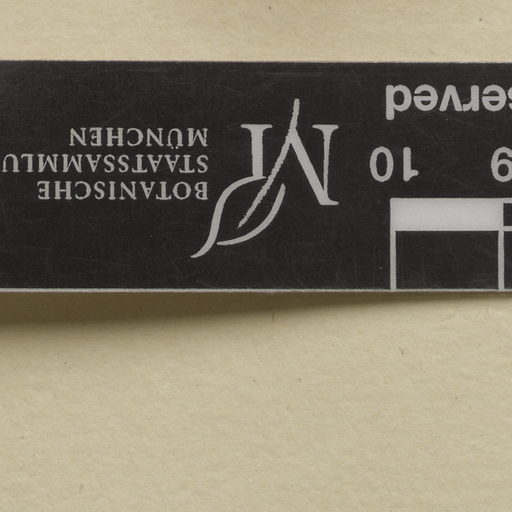 BOTANISCHE
STAATSSAMMLU
MÜNCHEN
M
9 10
served